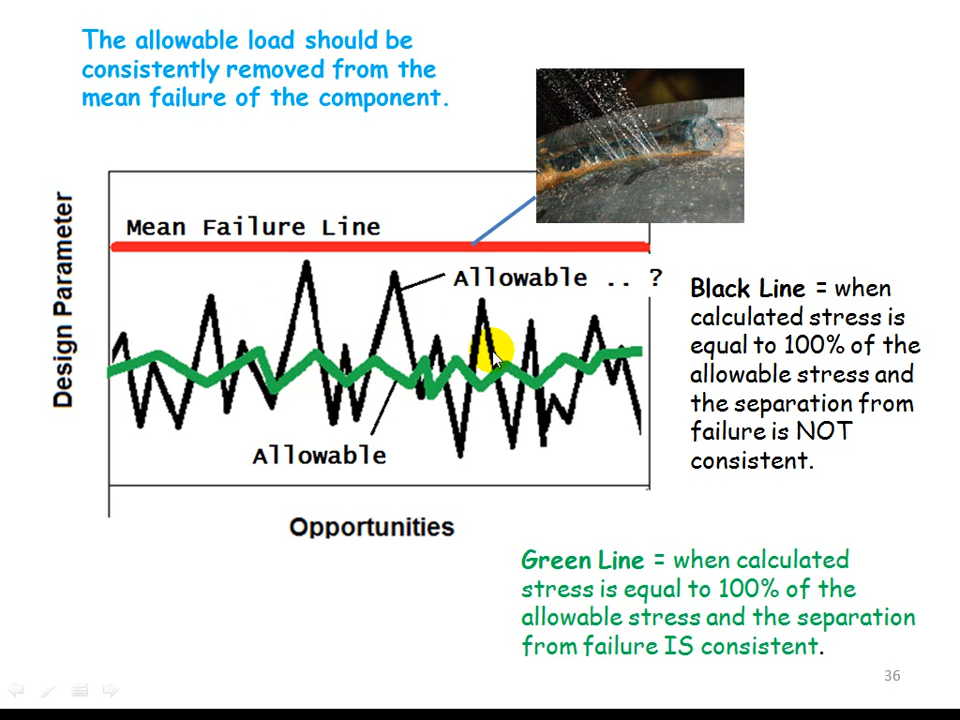 The allowable load should be
consistently removed from the
mean failure of the component.
Design Parameter
Mean Failure Line
Allowable .. ?
Allowable
Opportunities
Black Line = when
calculated stress is
equal to 100% of the
allowable stress and
the separation from
failure is NOT
consistent.
Green Line = when calculated
stress is equal to 100% of the
allowable stress and the separation
from failure IS consistent.
36